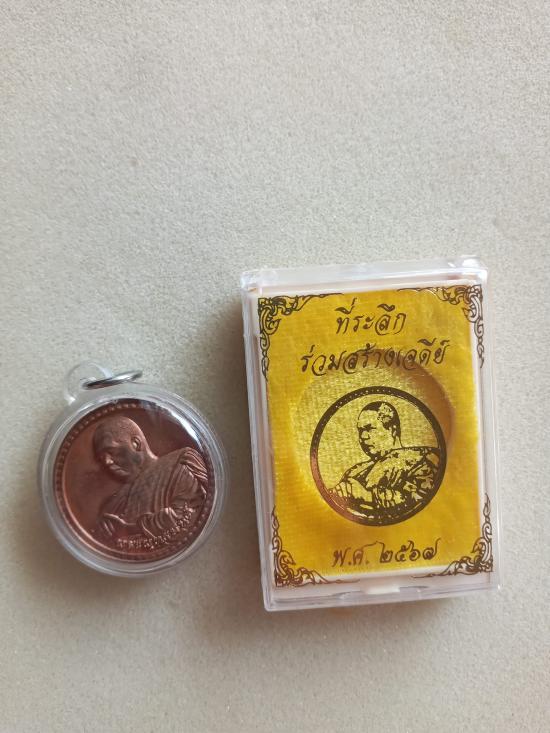 ที่ระลึก
ร่วมสร้างเจดีย์
พ.ศ. ๒๕๖๗